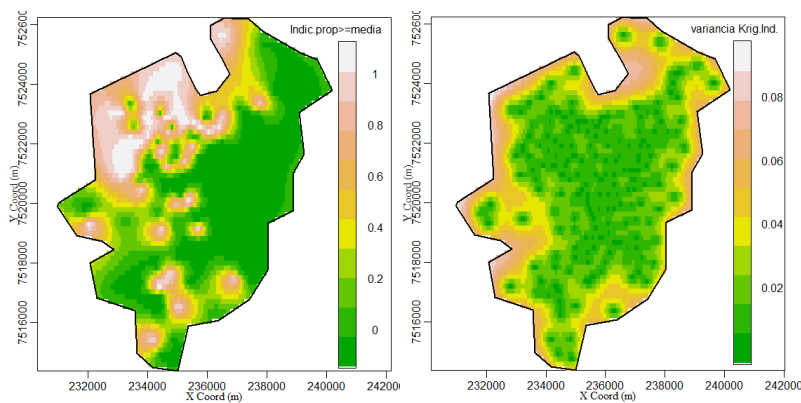 Indic.prop>=media
1
0.8
0.6
0.4
0.2
0
7516000 7518000 7520000 7522000 7524000 752600
Y Coord (m)
232000 234000 236000 238000 240000 242000
X Coord (m)
variancia Krig.Ind.
0.08
0.06
0.04
0.02
7516000 7518000 7520000 7522000 7524000 752600
Y Coord (m)
232000 234000 236000 238000 240000 242000
X Coord (m)